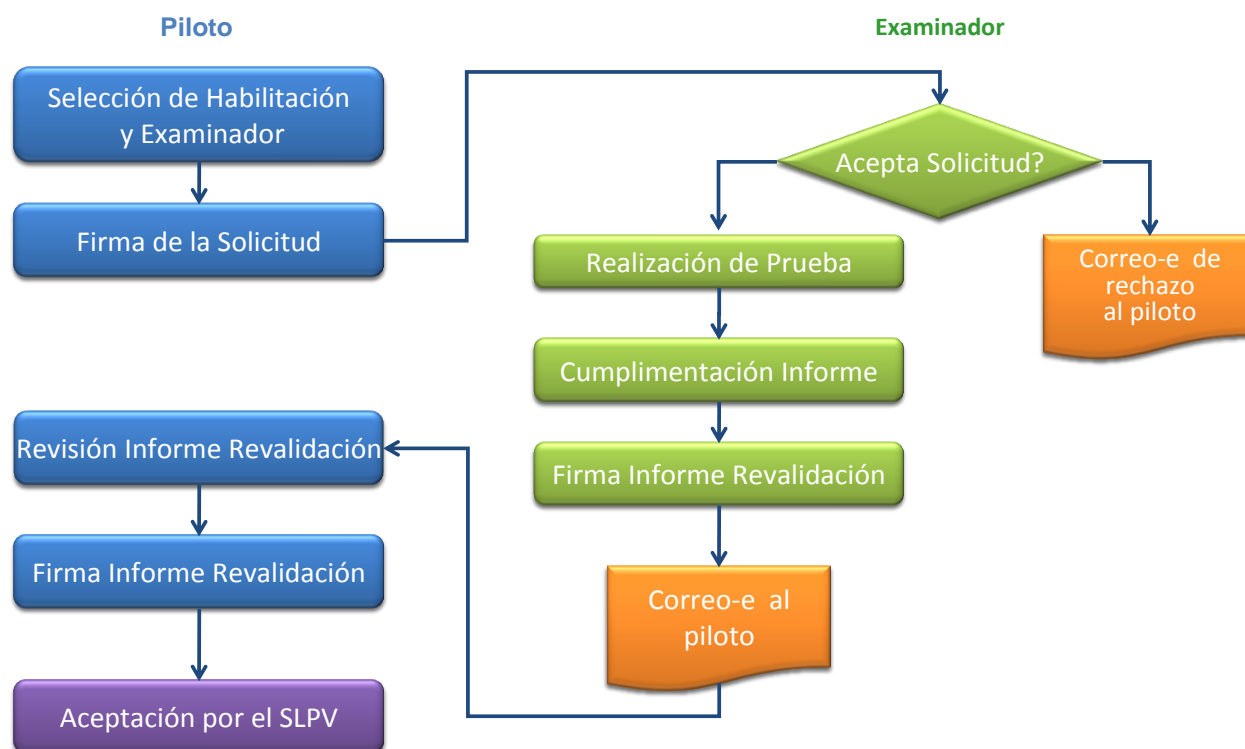 Piloto
Examinador
Selección de Habilitación
y Examinador
Firma de la Solicitud
Acepta Solicitud?
Realización de Prueba
Correo-e de
rechazo
al piloto
Cumplimentación Informe
Firma Informe Revalidación
Correo-e al
piloto
Revisión Informe Revalidación
Firma Informe Revalidación
Aceptación por el SLPV